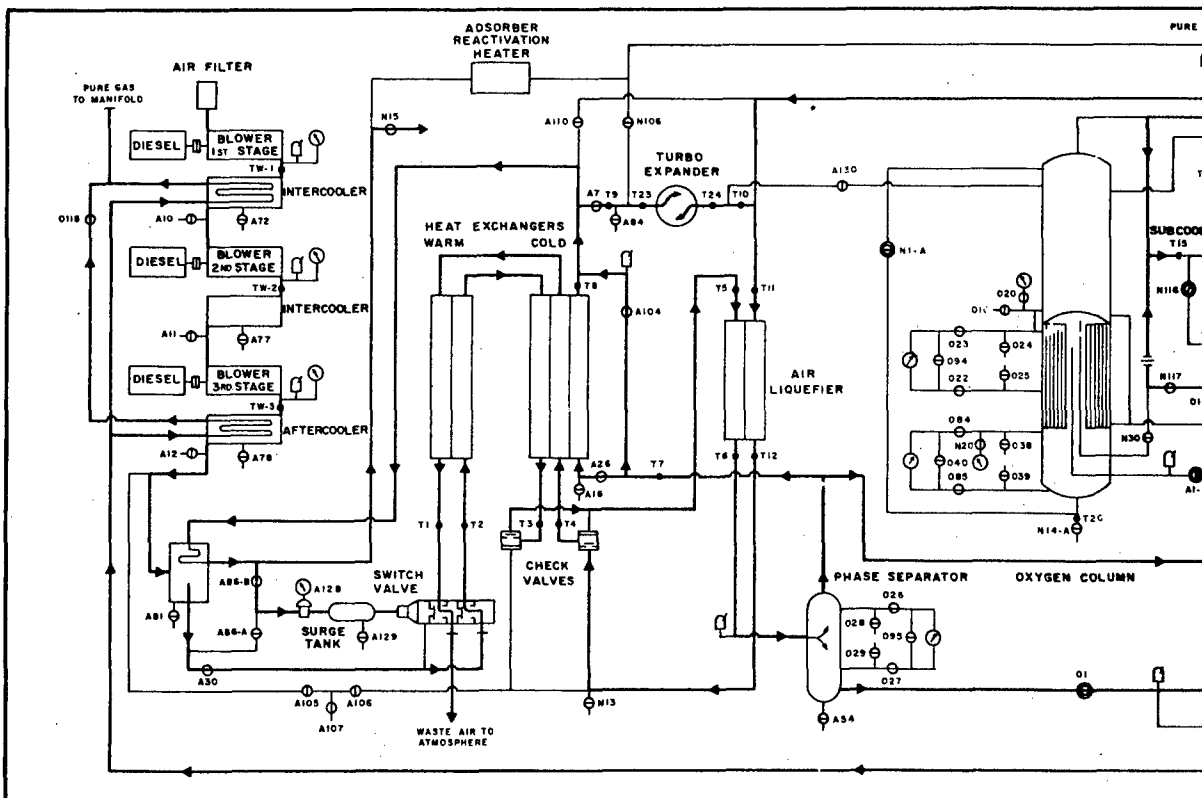 ADSORBER
REACTIVATION
HEATER
PURE
AIR FILTER
PURE GAS
TO MANIFOLD
N15
A110
N106
DIESEL
BLOWER
1ST STAGE
TW-1
INTERCOOLER
TURBO
EXPANDER
A130
A7
T9
T23
T24
T10
A84
O118
A10
A72
HEAT EXCHANGERS
WARM COLD
DIESEL
BLOWER
2ND STAGE
TW-2
INTERCOOLER
N1-A
SUBCOOL
T15
N116
T8
T5
T11
A104
O20
A11
A77
O23
O24
O94
O22
O25
AIR
LIQUEFIER
DIESEL
BLOWER
3RD STAGE
TW-3
AFTERCOOLER
N117
A12
A78
O84
N20
O38
N30
O40
O85
O39
T6
T12
A26
T7
A16
A1-
T1
T2
T3
T4
N14-A
CHECK
VALVES
PHASE SEPARATOR
OXYGEN COLUMN
A86-B
A128
SWITCH
VALVE
A81
A86-A
SURGE
TANK
A129
O26
O28
O95
O29
O27
A30
O1
A105
A106
A107
N13
A54
WASTE AIR TO
ATMOSPHERE